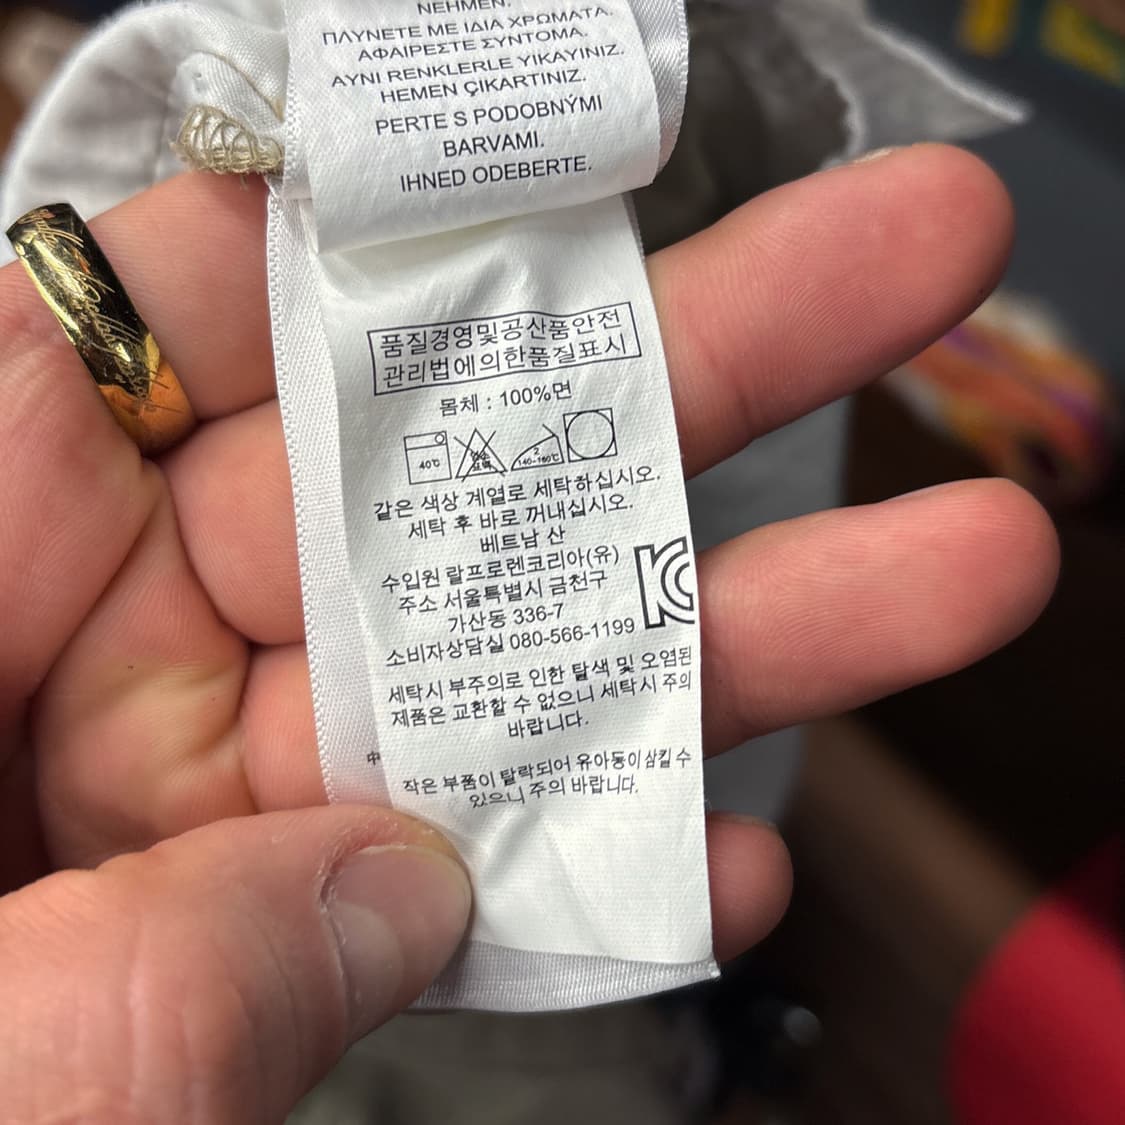 NEHMEN.
ΠΛΥΝΕΤΕ ΜΕ ΙΔΙΑ ΧΡΩΜΑΤΑ.
ΑΦΑΙΡΕΣΤΕ ΣΥΝΤΟΜΑ.
AYNI RENKLERLE YIKAYINIZ.
HEMEN ÇIKARTINIZ.
PERTE S PODOBNÝMI
BARVAMI.
IHNED ODEBERTE.
품질경영및공산품안전
관리법에의한품질표시
몸체 : 100%면
40℃ 염소 표백 2 140-160℃
같은 색상 계열로 세탁하십시오.
세탁 후 바로 꺼내십시오.
베트남 산
수입원 랄프로렌코리아(유)
주소 서울특별시 금천구
가산동 336-7
소비자상담실 080-566-1199
세탁시 부주의로 인한 탈색 및 오염된
제품은 교환할 수 없으니 세탁시 주의
바랍니다.
작은 부품이 탈락되어 유아동이 삼킬 수
있으니 주의 바랍니다.
中